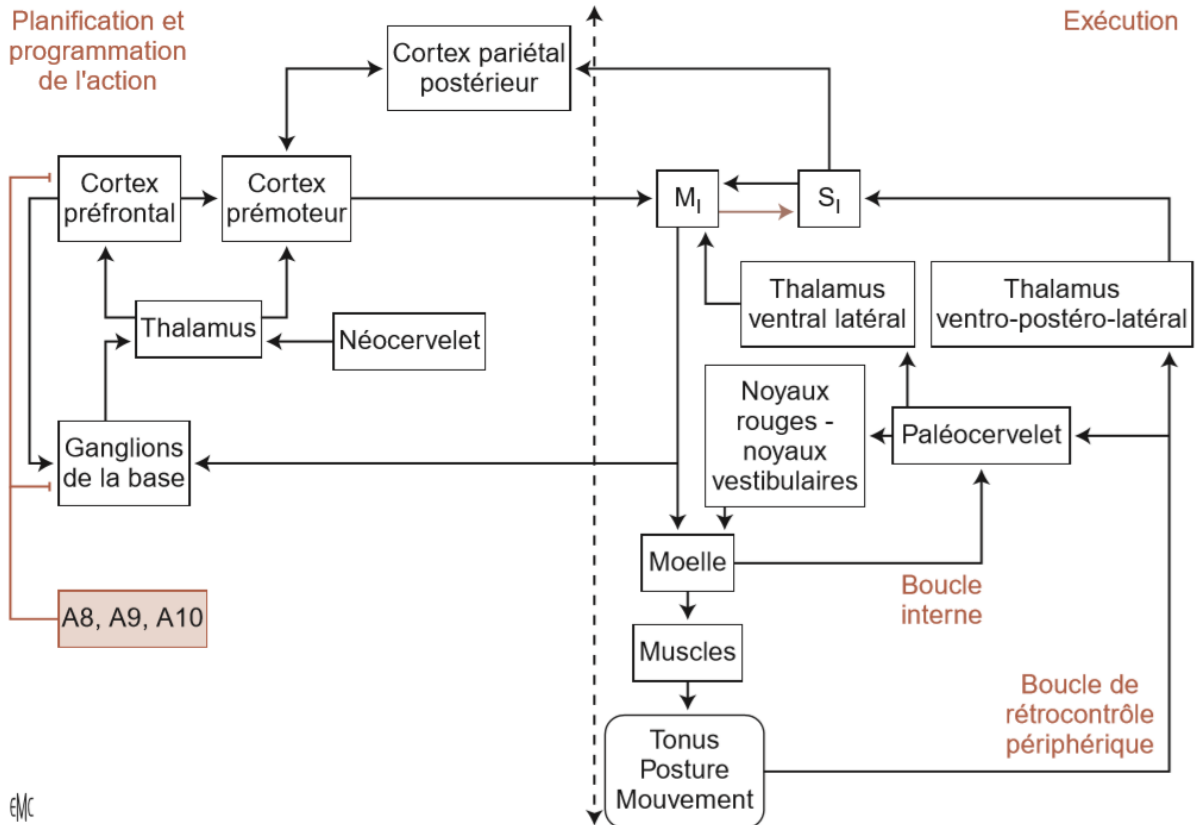 Planification et
programmation
de l'action
Exécution
Cortex pariétal
postérieur
Cortex
préfrontal
Cortex
prémoteur
MI
SI
Thalamus
Néocervelet
Thalamus
ventral latéral
Thalamus
ventro-postéro-latéral
Ganglions
de la base
Noyaux
rouges -
noyaux
vestibulaires
Paléocervelet
Moelle
Boucle
interne
A8, A9, A10
Muscles
Boucle de
rétrocontrôle
périphérique
Tonus
Posture
Mouvement
EMC